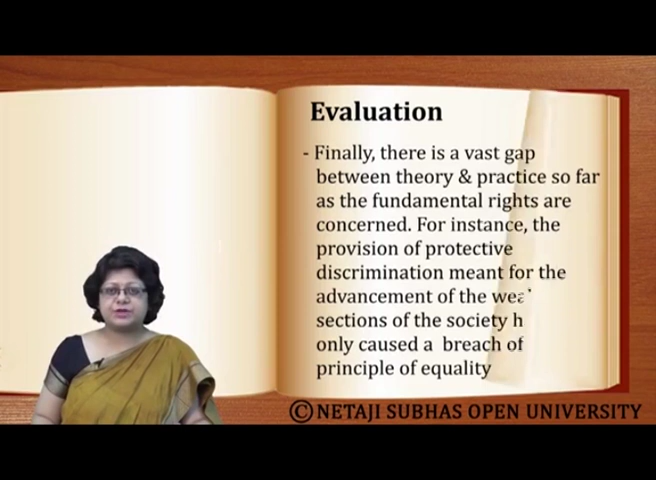 Evaluation
- Finally, there is a vast gap
between theory & practice so far
as the fundamental rights are
concerned. For instance, the
provision of protective
discrimination meant for the
advancement of the
sections of the society h
only caused a breach of
principle of equality
© NETAJI SUBHAS OPEN UNIVERSITY